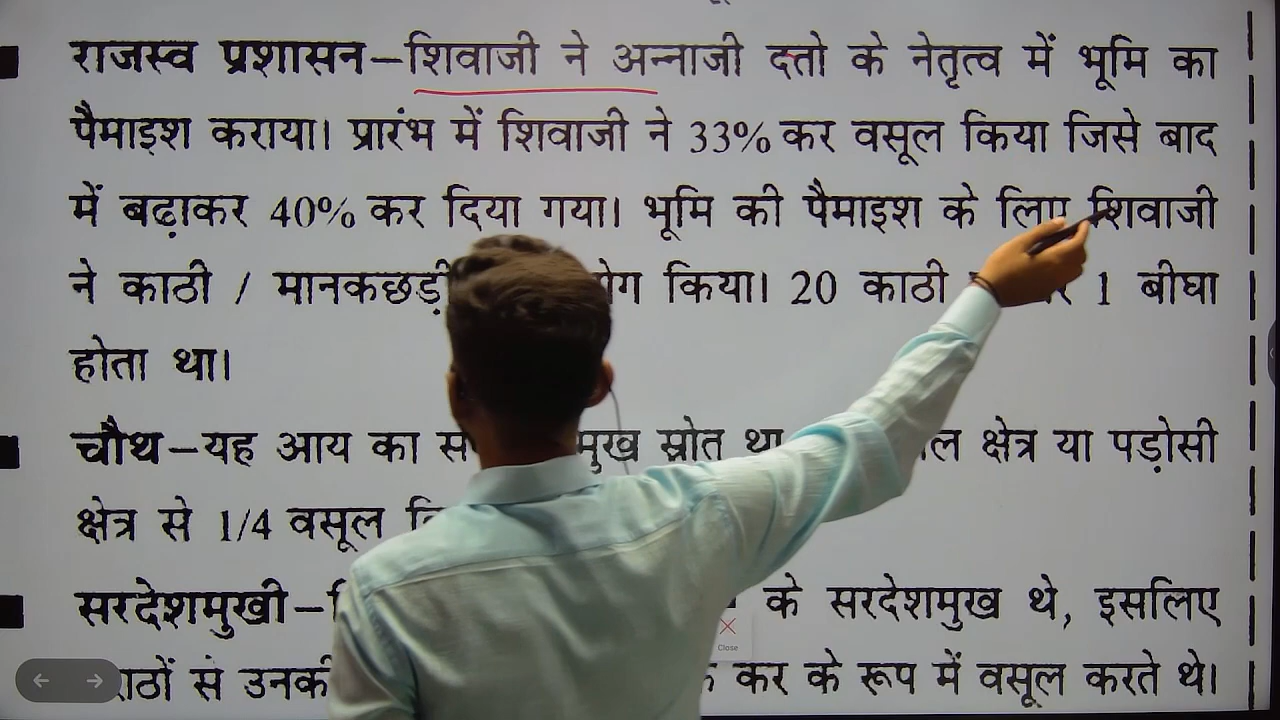 राजस्व प्रशासन–शिवाजी ने अन्नाजी दत्तो के नेतृत्व में भूमि का
पैमाइश कराया। प्रारंभ में शिवाजी ने 33% कर वसूल किया जिसे बाद
में बढ़ाकर 40% कर दिया गया। भूमि की पैमाइश के लिए शिवाजी
ने काठी / मानकछड़ी किया। 20 काठी 1 बीघा
होता था।
चौथ–यह आय का स्रोत था क्षेत्र या पड़ोसी
क्षेत्र से 1/4 वसूल
सरदेशमुखी– के सरदेशमुख थे, इसलिए
से उनकी कर के रूप में वसूल करते थे।
Close